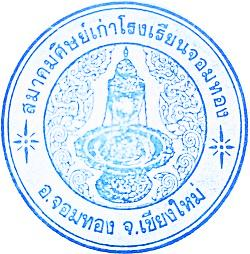 สมาคมศิษย์เก่าโรงเรียนจอมทอง
อ.จอมทอง จ.เชียงใหม่